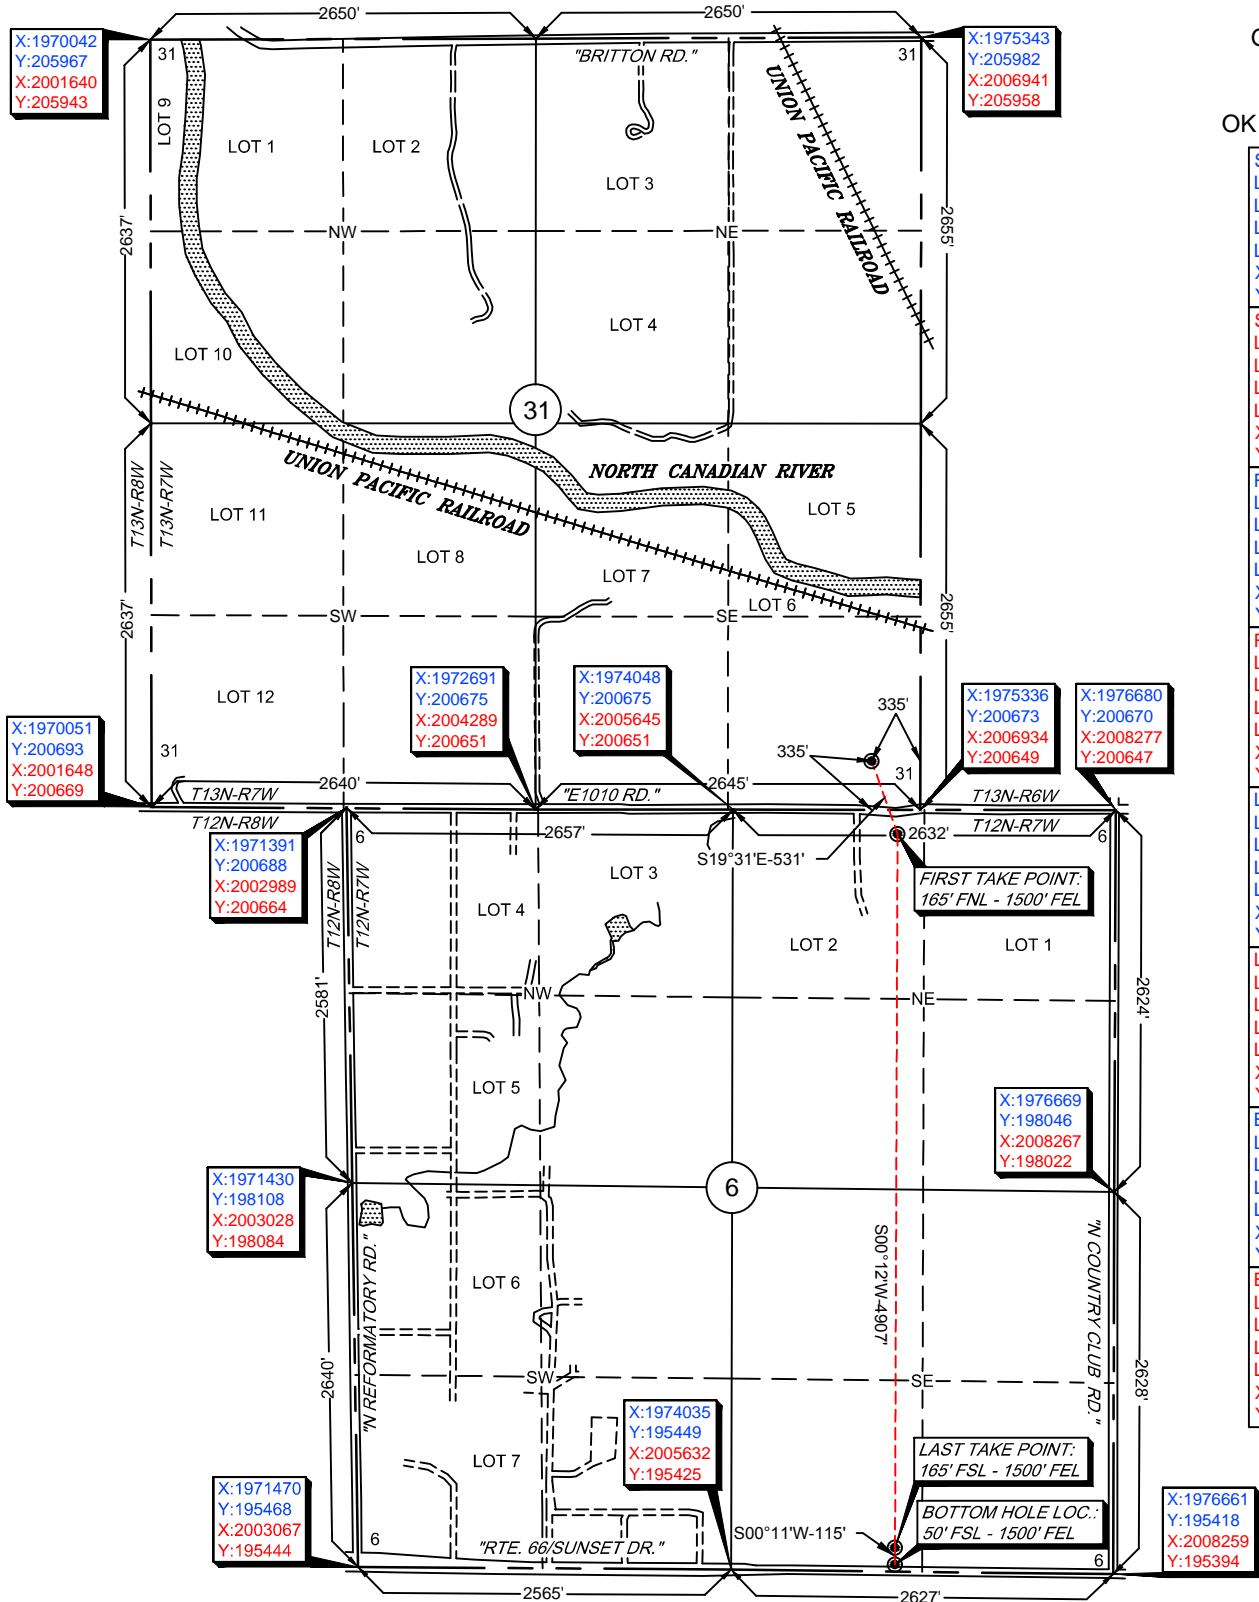 2650'
2650'
X:1970042
Y:205967
X:2001640
Y:205943
31
"BRITTON RD."
31
X:1975343
Y:205982
X:2006941
Y:205958
OK
LOT 9
LOT 1
LOT 2
LOT 3
UNION PACIFIC RAILROAD
2637'
NW
NE
2655'
LOT 4
LOT 10
31
UNION PACIFIC RAILROAD
NORTH CANADIAN RIVER
T13N-R8W
T13N-R7W
LOT 11
LOT 8
LOT 7
LOT 5
LOT 6
2637'
SW
SE
2655'
LOT 12
X:1972691
Y:200675
X:2004289
Y:200651
X:1974048
Y:200675
X:2005645
Y:200651
335'
X:1975336
Y:200673
X:2006934
Y:200649
X:1976680
Y:200670
X:2008277
Y:200647
X:1970051
Y:200693
X:2001648
Y:200669
31
335'
31
T13N-R7W
2640'
"E1010 RD."
2645'
T13N-R6W
T12N-R8W
2657'
2632'
T12N-R7W
6
6
X:1971391
Y:200688
X:2002989
Y:200664
T12N-R8W
T12N-R7W
S19°31'E-531'
FIRST TAKE POINT:
165' FNL - 1500' FEL
LOT 3
LOT 4
LOT 2
LOT 1
2581'
NW
NE
2624'
LOT 5
X:1976669
Y:198046
X:2008267
Y:198022
X:1971430
Y:198108
X:2003028
Y:198084
6
"N REFORMATORY RD."
LOT 6
S00°12'W-4907'
"N COUNTRY CLUB RD."
2640'
SW
SE
2628'
X:1974035
Y:195449
X:2005632
Y:195425
LOT 7
LAST TAKE POINT:
165' FSL - 1500' FEL
X:1971470
Y:195468
X:2003067
Y:195444
BOTTOM HOLE LOC.:
50' FSL - 1500' FEL
X:1976661
Y:195418
X:2008259
Y:195394
S00°11'W-115'
6
"RTE. 66/SUNSET DR."
6
2565'
2627'